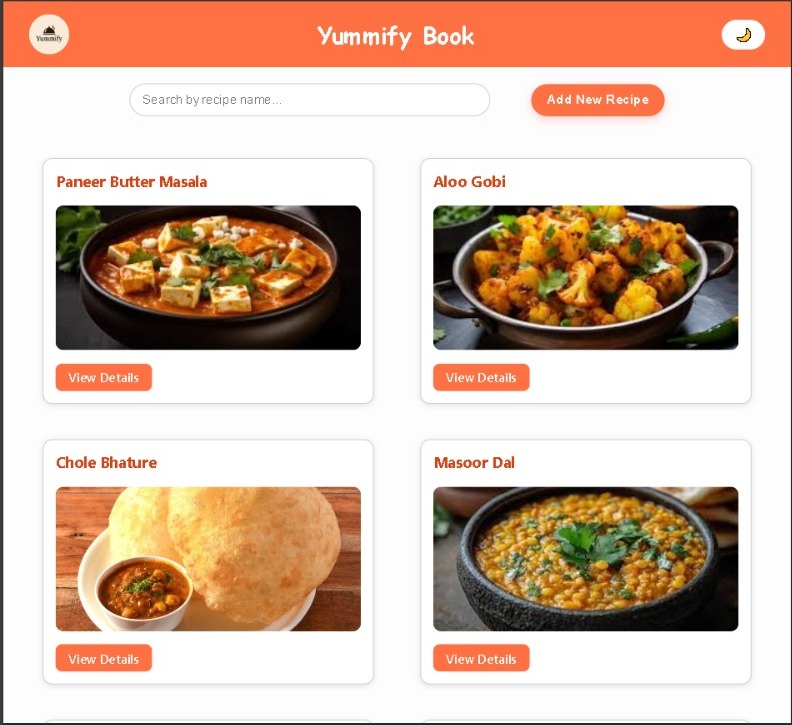 Yummify
Yummify Book
Search by recipe name...
Add New Recipe
Paneer Butter Masala
Aloo Gobi
View Details
View Details
Chole Bhature
Masoor Dal
View Details
View Details